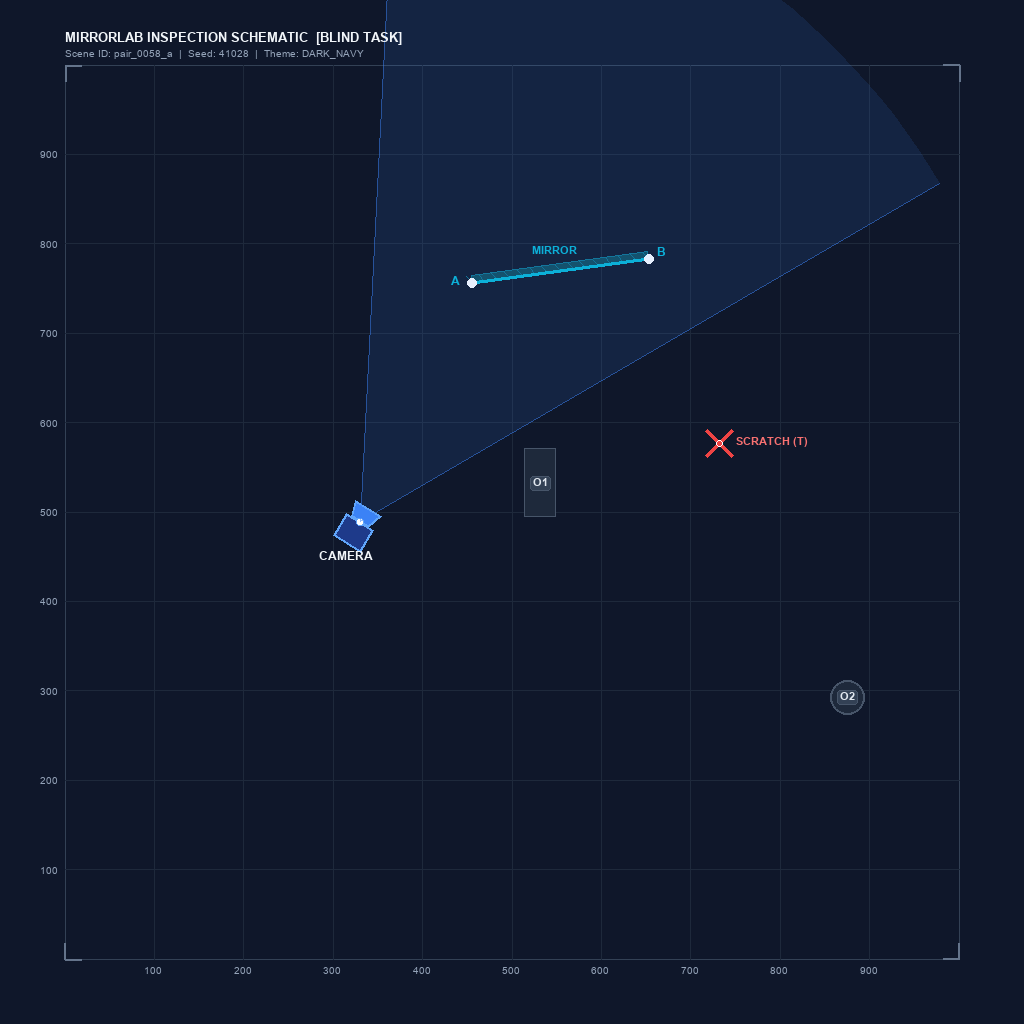 MIRRORLAB INSPECTION SCHEMATIC [BLIND TASK]
Scene ID: pair_0058_a | Seed: 41028 | Theme: DARK_NAVY
900
800
700
600
500
400
300
200
100
MIRROR
A
B
SCRATCH (T)
O1
CAMERA
O2
100 200 300 400 500 600 700 800 900